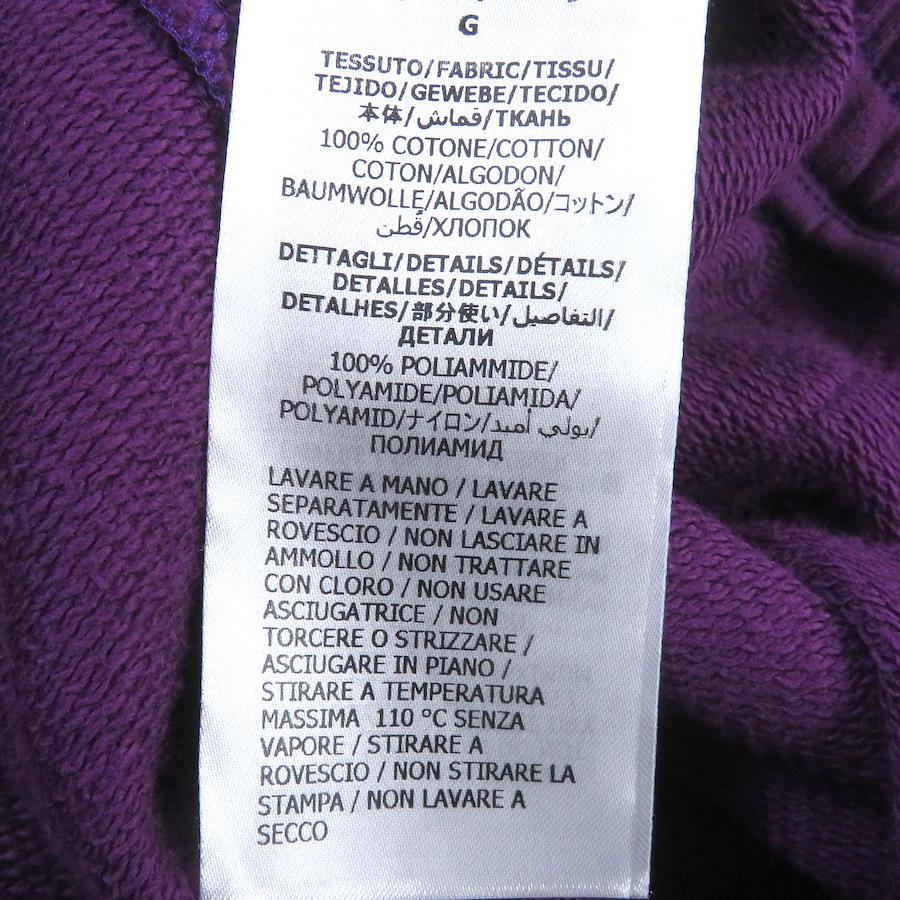 G
TESSUTO/FABRIC/TISSU/
TEJIDO/GEWEBE/TECIDO/
本体/قماش/ТКАНЬ
100% COTONE/COTTON/
COTON/ALGODON/
BAUMWOLLE/ALGODÃO/コットン/
قُطن/ХЛОПОК
DETTAGLI/DETAILS/DÉTAILS/
DETALLES/DETAILS/
DETALHES/部分使い/التفاصيل/
ДЕТАЛИ
100% POLIAMMIDE/
POLYAMIDE/POLIAMIDA/
POLYAMID/ナイロン/بولي أميد/
ПОЛИАМИД
LAVARE A MANO / LAVARE
SEPARATAMENTE / LAVARE A
ROVESCIO / NON LASCIARE IN
AMMOLLO / NON TRATTARE
CON CLORO / NON USARE
ASCIUGATRICE / NON
TORCERE O STRIZZARE /
ASCIUGARE IN PIANO /
STIRARE A TEMPERATURA
MASSIMA 110 °C SENZA
VAPORE / STIRARE A
ROVESCIO / NON STIRARE LA
STAMPA / NON LAVARE A
SECCO